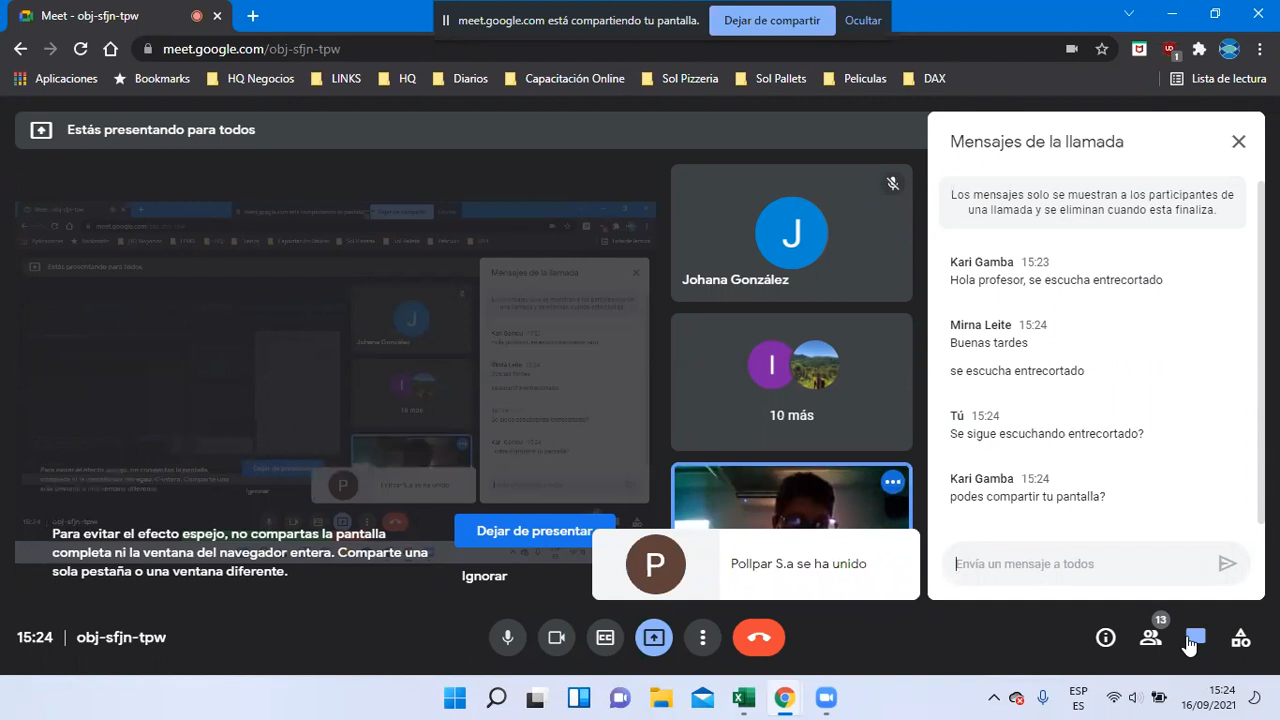 Meet - obj-sfjn-tpw
meet.google.com está compartiendo tu pantalla.
Dejar de compartir
Ocultar
meet.google.com/obj-sfjn-tpw
1
Aplicaciones
Bookmarks
HQ Negocios
LINKS
HQ
Diarios
Capacitación Online
Sol Pizzeria
Sol Pallets
Peliculas
DAX
Lista de lectura
Estás presentando para todos
J
Johana González
I
10 más
P
Pollpar S.a se ha unido
Para evitar el efecto espejo, no compartas la pantalla
completa ni la ventana del navegador entera. Comparte una
sola pestaña o una ventana diferente.
Dejar de presentar
Ignorar
Mensajes de la llamada
Los mensajes solo se muestran a los participantes de
una llamada y se eliminan cuando esta finaliza.
Kari Gamba 15:23
Hola profesor, se escucha entrecortado
Mirna Leite 15:24
Buenas tardes
se escucha entrecortado
Tú 15:24
Se sigue escuchando entrecortado?
Kari Gamba 15:24
podes compartir tu pantalla?
Envía un mensaje a todos
15:24 | obj-sfjn-tpw
13
ESP
ES
15:24
16/09/2021